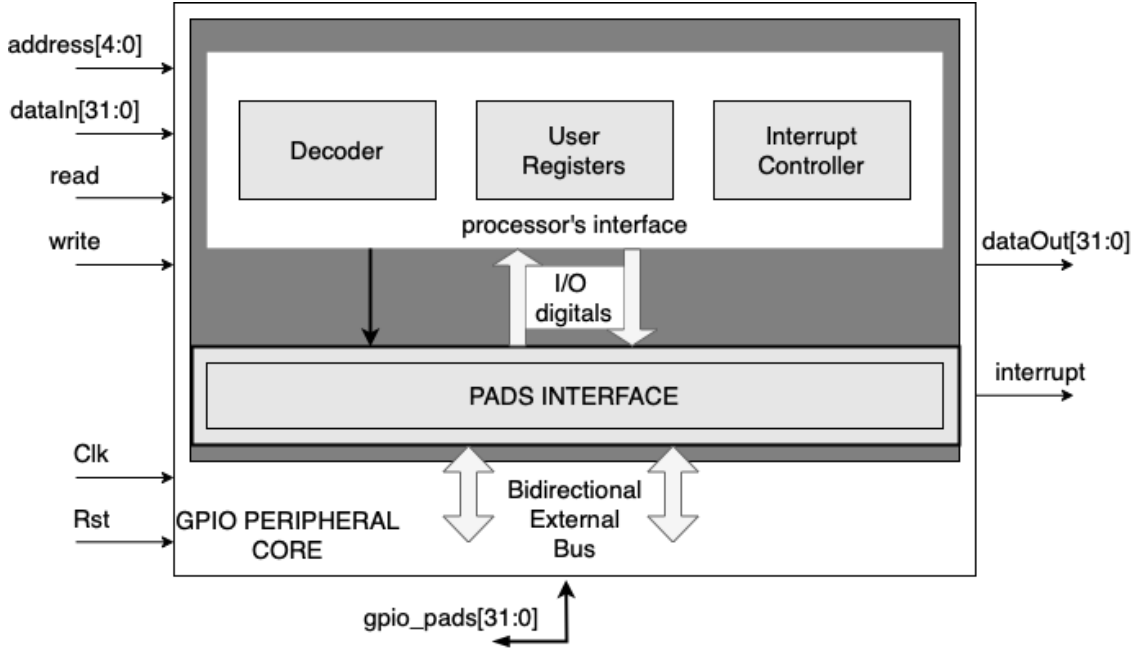 address[4:0]
dataIn[31:0]
read
write
Decoder
User
Registers
Interrupt
Controller
processor's interface
I/O
digitals
dataOut[31:0]
PADS INTERFACE
interrupt
Clk
Rst
GPIO PERIPHERAL
CORE
Bidirectional
External
Bus
gpio_pads[31:0]